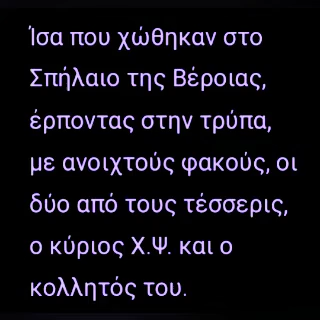 Ίσα που χώθηκαν στο
Σπήλαιο της Βέροιας,
έρποντας στην τρύπα,
με ανοιχτούς φακούς, οι
δύο από τους τέσσερις,
ο κύριος Χ.Ψ. και ο
κολλητός του.